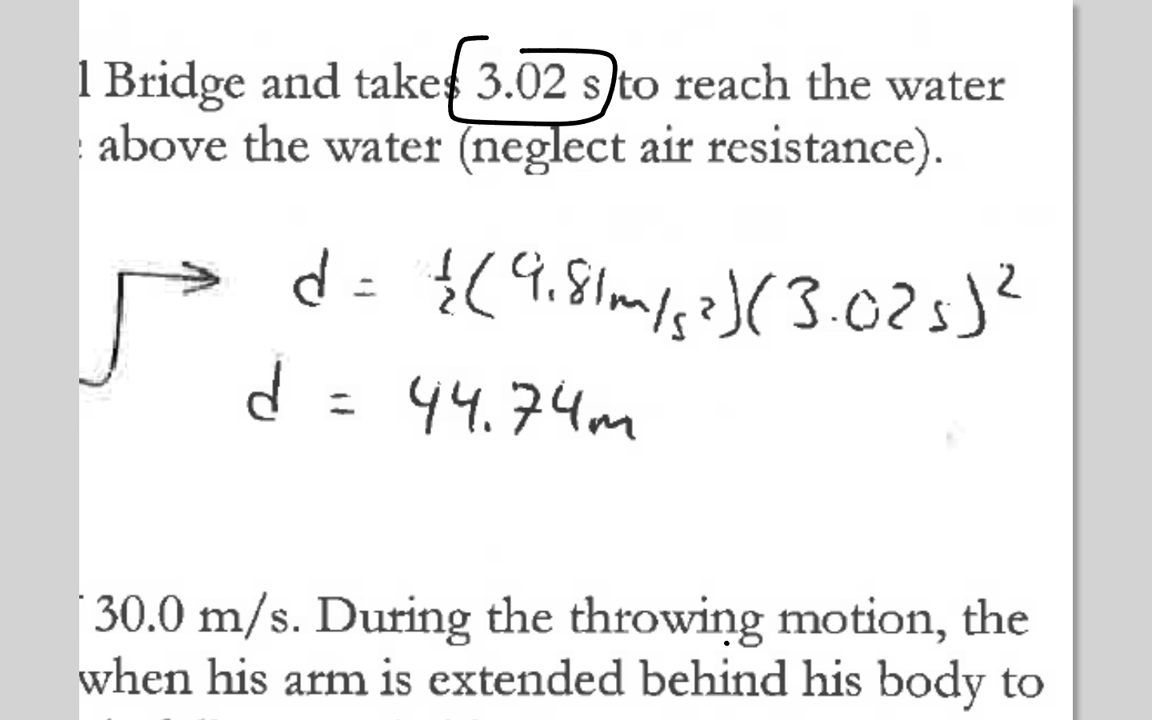 l Bridge and takes 3.02 s to reach the water
above the water (neglect air resistance).
d = ½(9.81m/s²)(3.02s)²
d = 44.74m
30.0 m/s. During the throwing motion, the
when his arm is extended behind his body to